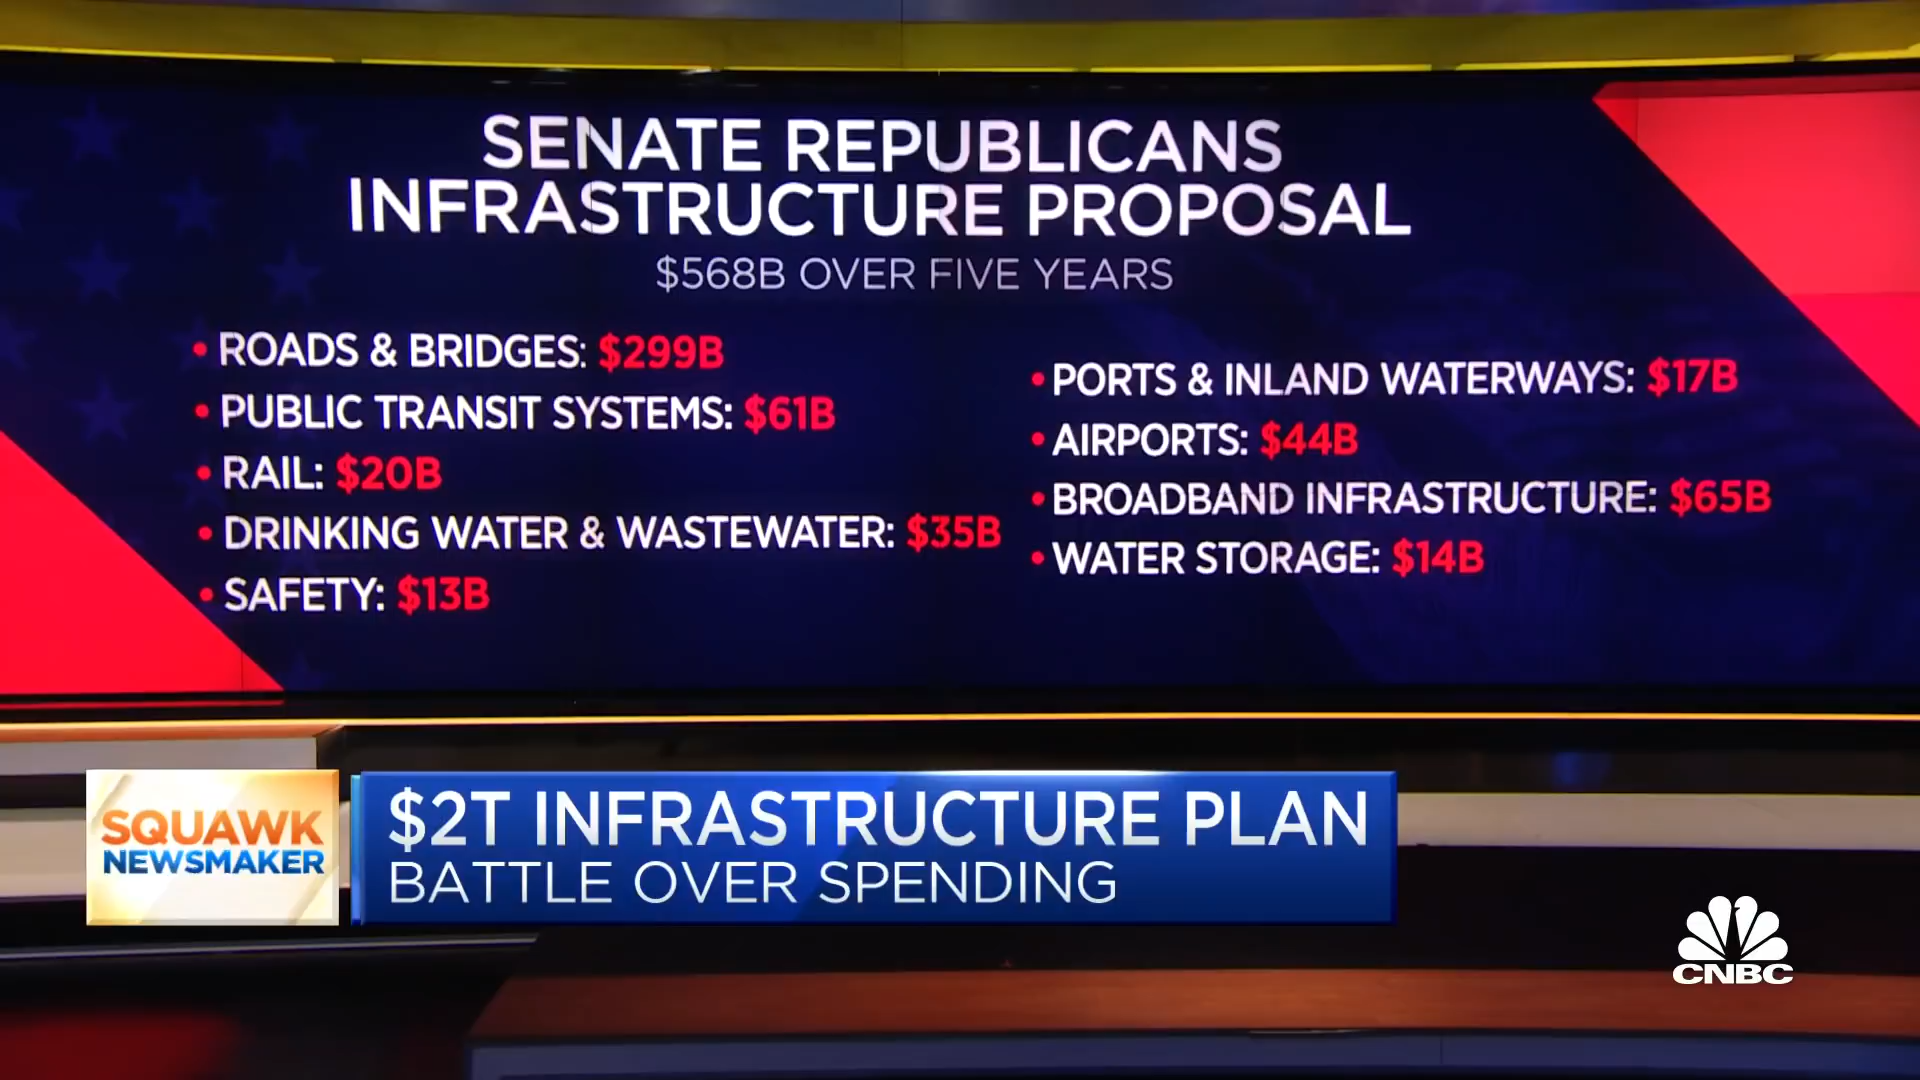 SENATE REPUBLICANS
INFRASTRUCTURE PROPOSAL
$568B OVER FIVE YEARS
• ROADS & BRIDGES: $299B
• PUBLIC TRANSIT SYSTEMS: $61B
• RAIL: $20B
• DRINKING WATER & WASTEWATER: $35B
• SAFETY: $13B
• PORTS & INLAND WATERWAYS: $17B
• AIRPORTS: $44B
• BROADBAND INFRASTRUCTURE: $65B
• WATER STORAGE: $14B
SQUAWK
NEWSMAKER
$2T INFRASTRUCTURE PLAN
BATTLE OVER SPENDING
CNBC